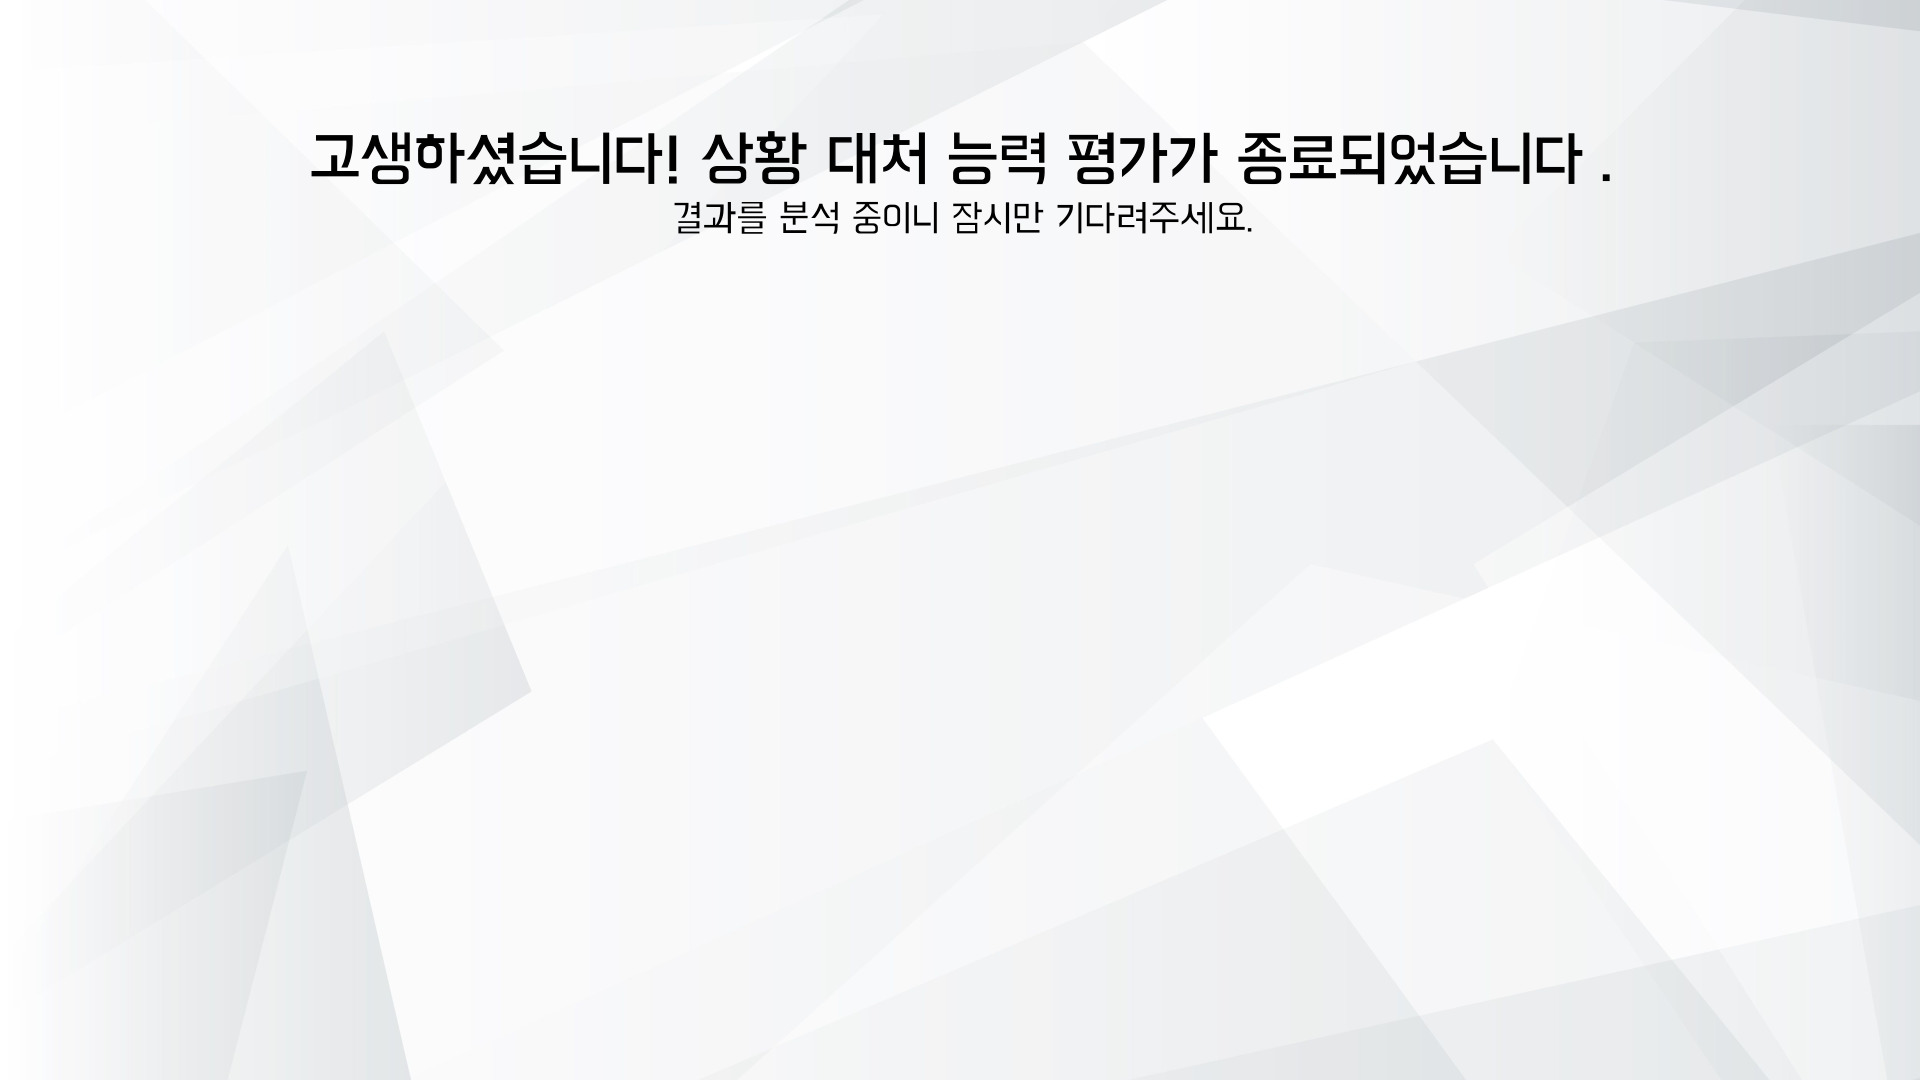 고생하셨습니다! 상황 대처 능력 평가가 종료되었습니다 .
결과를 분석 중이니 잠시만 기다려주세요.